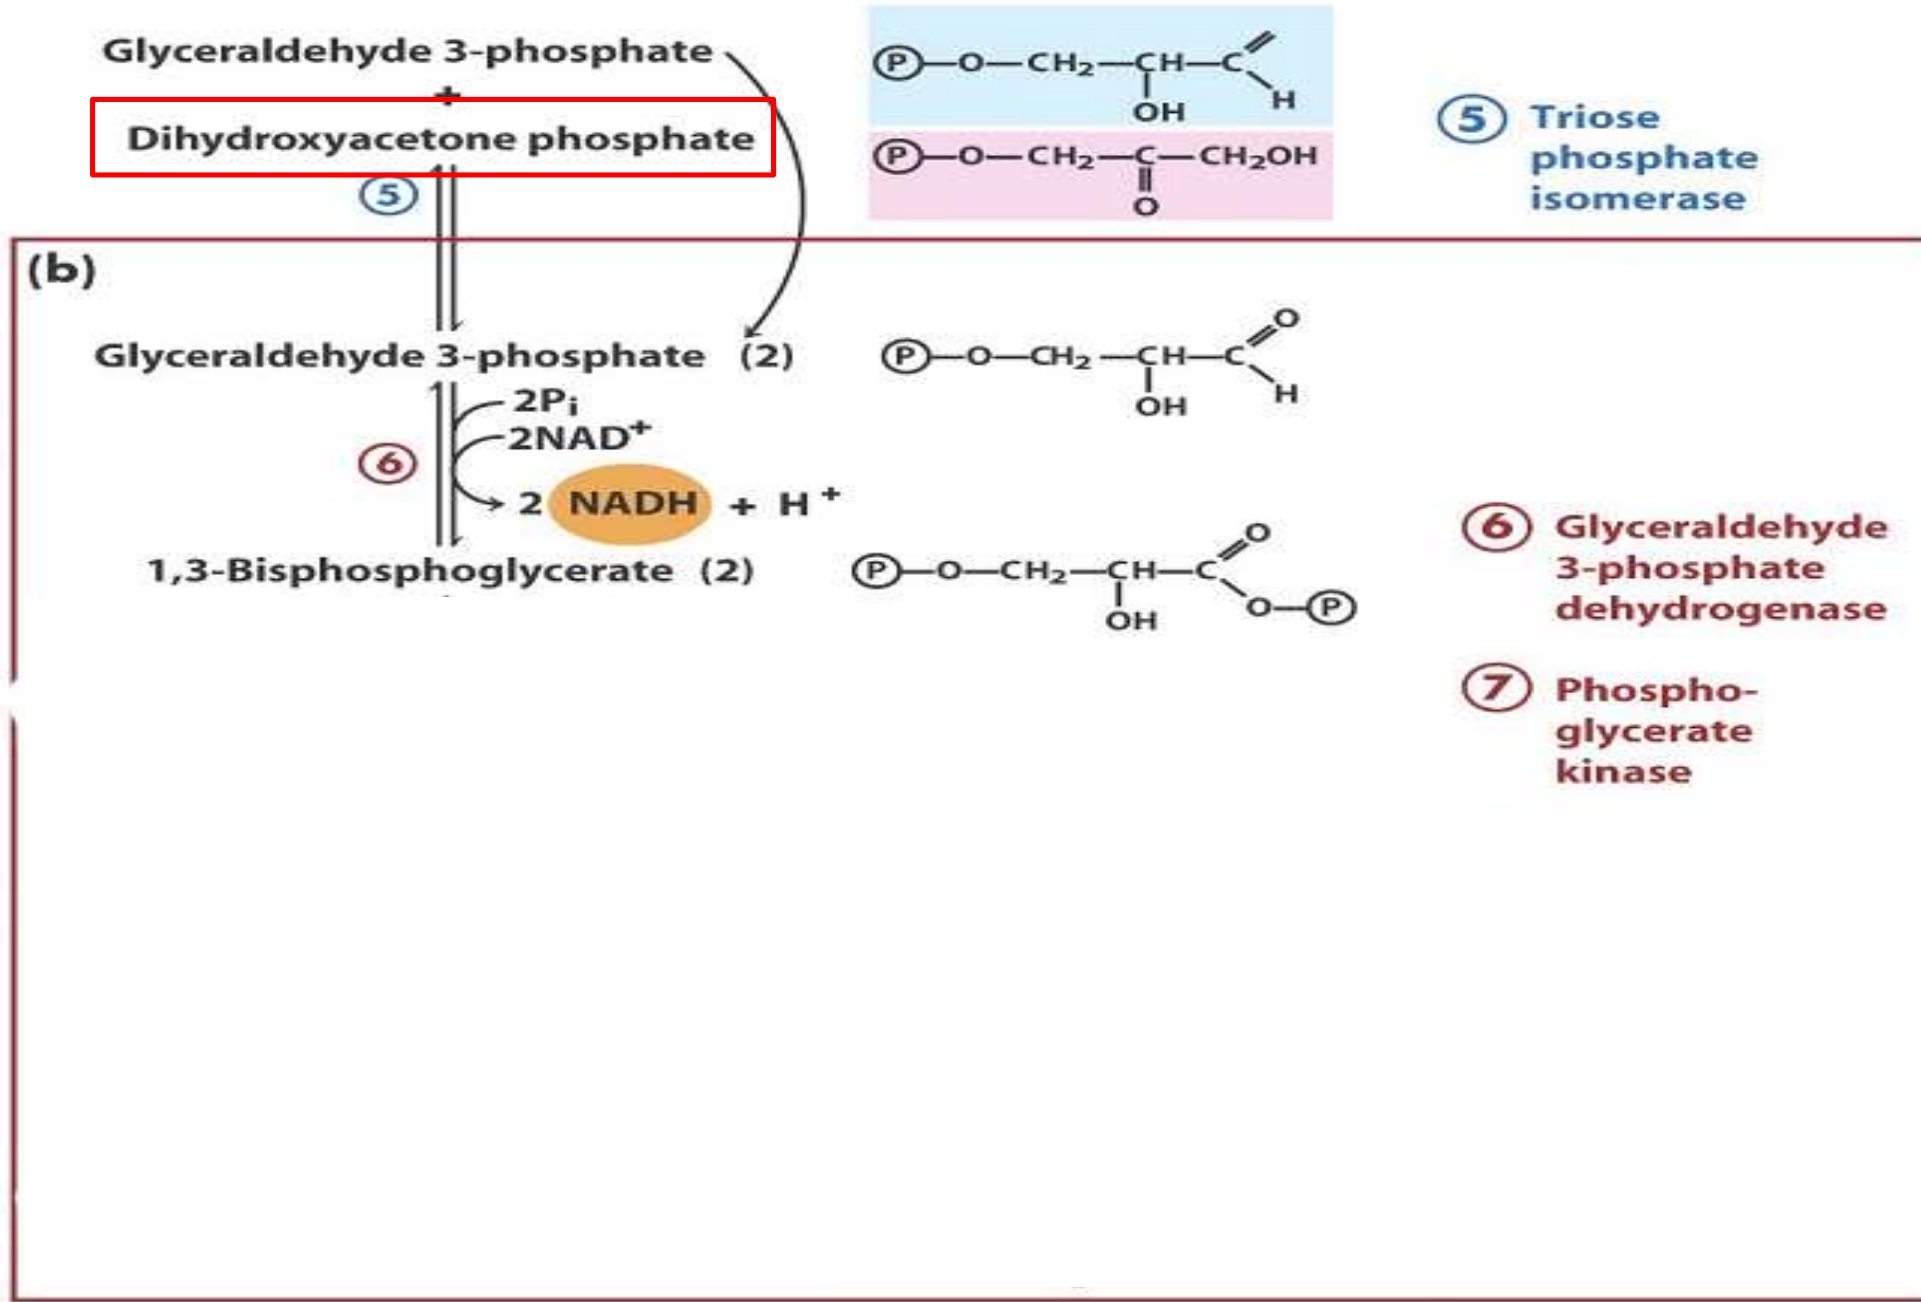 Glyceraldehyde 3-phosphate
+
Dihydroxyacetone phosphate
5
P—O—CH₂—CH—C
H
OH
P—O—CH₂—C—CH₂OH
O
5 Triose
phosphate
isomerase
(b)
Glyceraldehyde 3-phosphate (2)
O
P—O—CH₂—CH—C
H
OH
2Pᵢ
2NAD⁺
6
2 NADH + H⁺
1,3-Bisphosphoglycerate (2)
O
P—O—CH₂—CH—C
O—P
OH
6 Glyceraldehyde
3-phosphate
dehydrogenase
7 Phospho-
glycerate
kinase